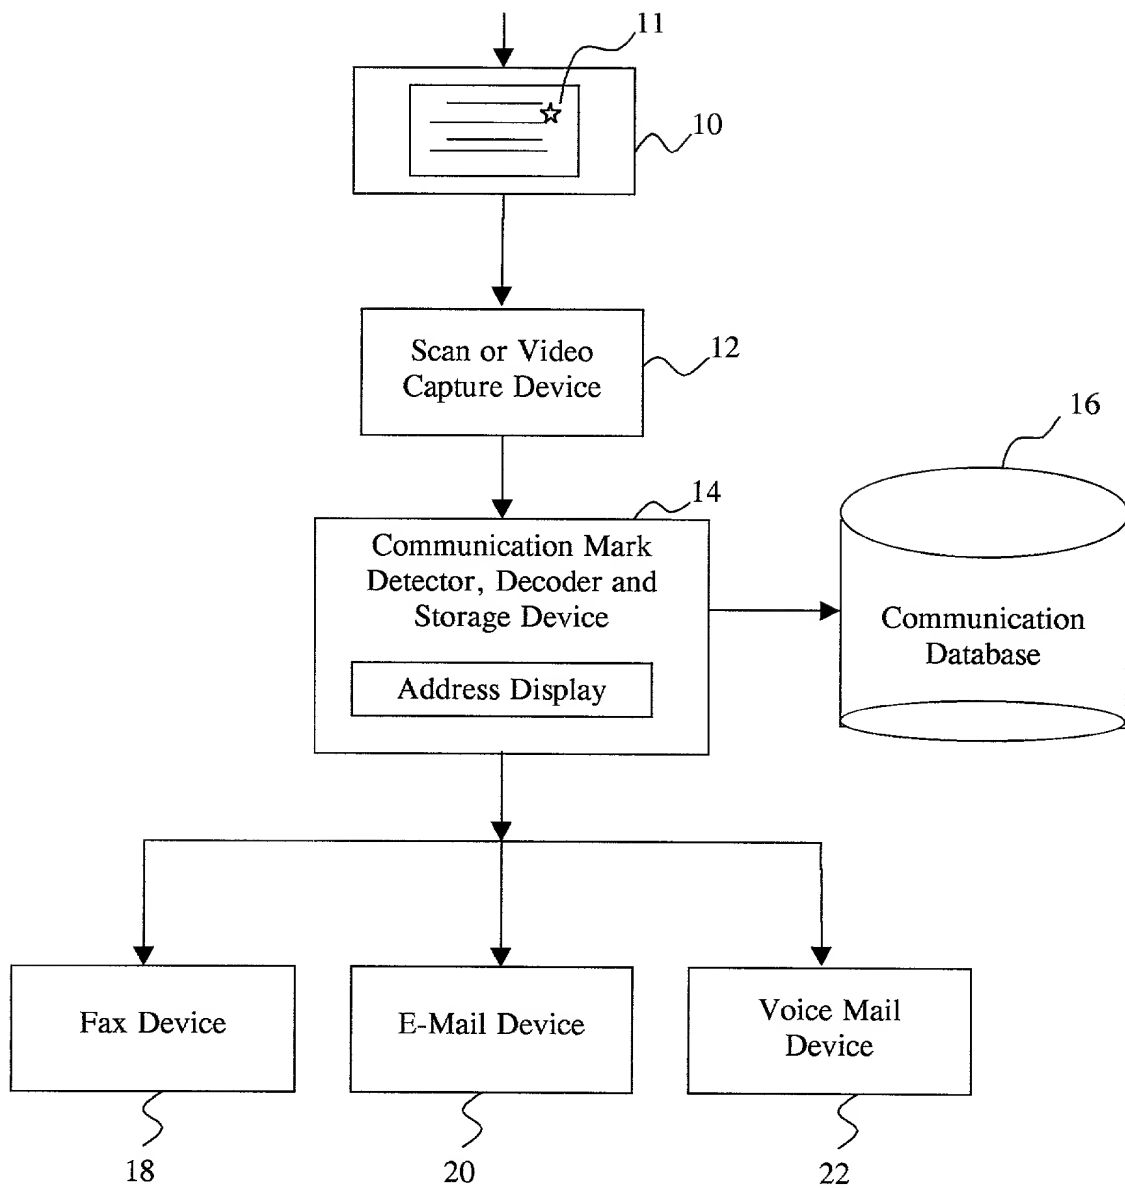 11
10
Scan or Video
Capture Device
12
16
14
Communication Mark
Detector, Decoder and
Storage Device
Address Display
Communication
Database
Fax Device
E-Mail Device
Voice Mail
Device
18
20
22